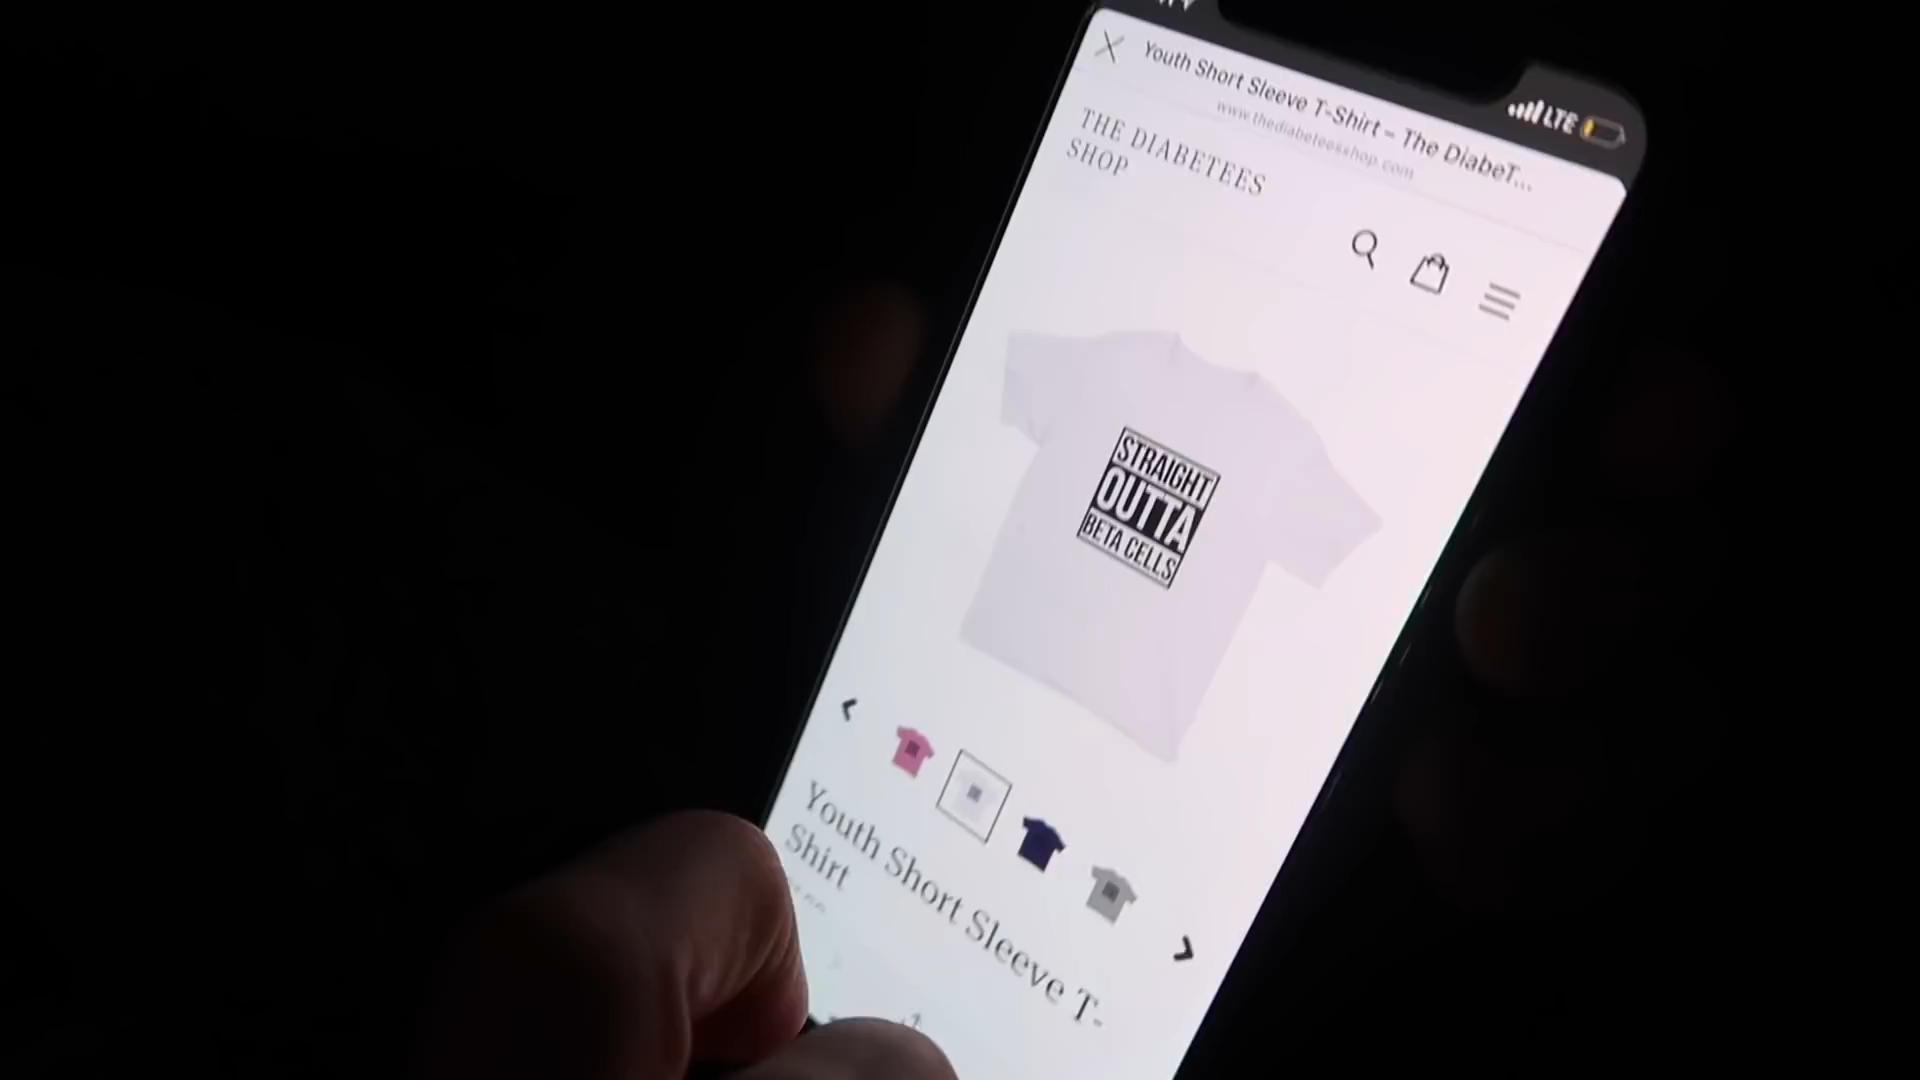 LTE
Youth Short Sleeve T-Shirt – The DiabeT...
www.thediabeteesshop.com
THE DIABETEES
SHOP
STRAIGHT
OUTTA
BETA CELLS
Youth Short Sleeve T-
Shirt